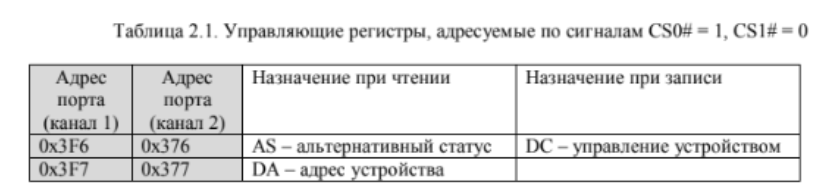 Таблица 2.1. Управляющие регистры, адресуемые по сигналам CS0# = 1, CS1# = 0
Адрес порта (канал 1) Адрес порта (канал 2) Назначение при чтении Назначение при записи
0x3F6 0x376 AS – альтернативный статус DC – управление устройством
0x3F7 0x377 DA – адрес устройства